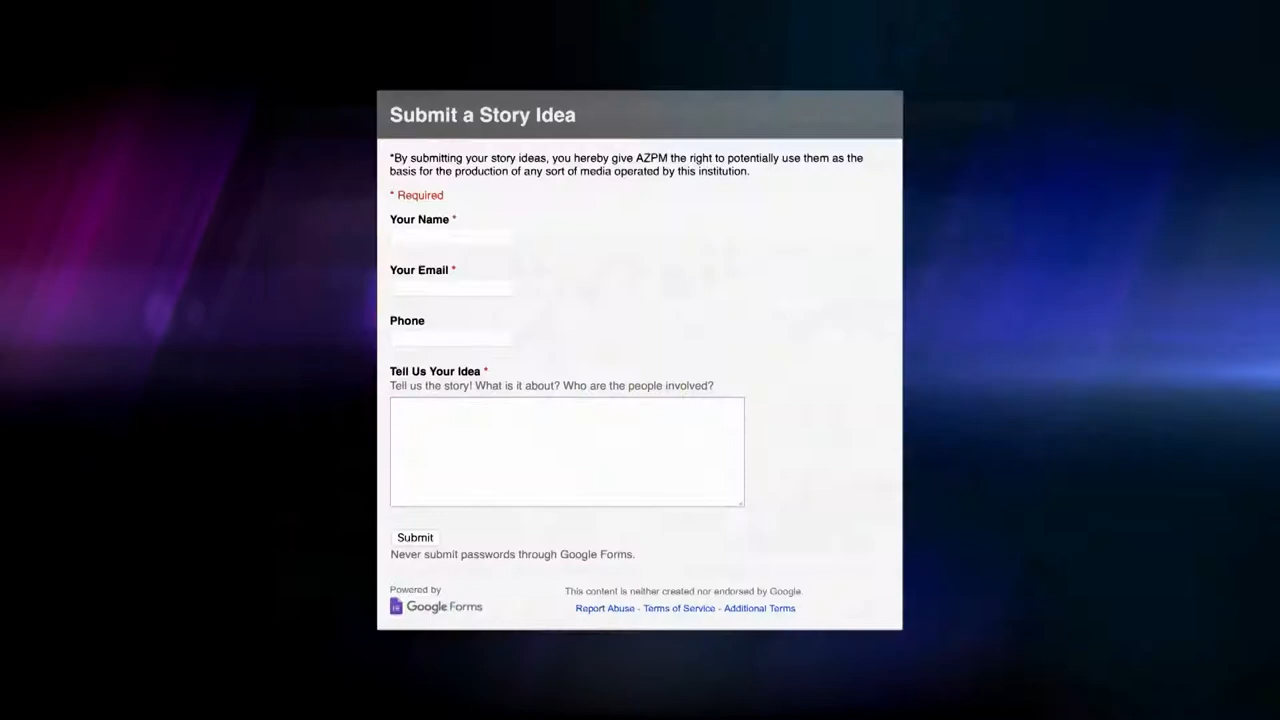 Submit a Story Idea
*By submitting your story ideas, you hereby give AZPM the right to potentially use them as the
basis for the production of any sort of media operated by this institution.
* Required
Your Name *
Your Email *
Phone
Tell Us Your Idea *
Tell us the story! What is it about? Who are the people involved?
Submit
Never submit passwords through Google Forms.
Powered by
Google Forms
This content is neither created nor endorsed by Google.
Report Abuse - Terms of Service - Additional Terms